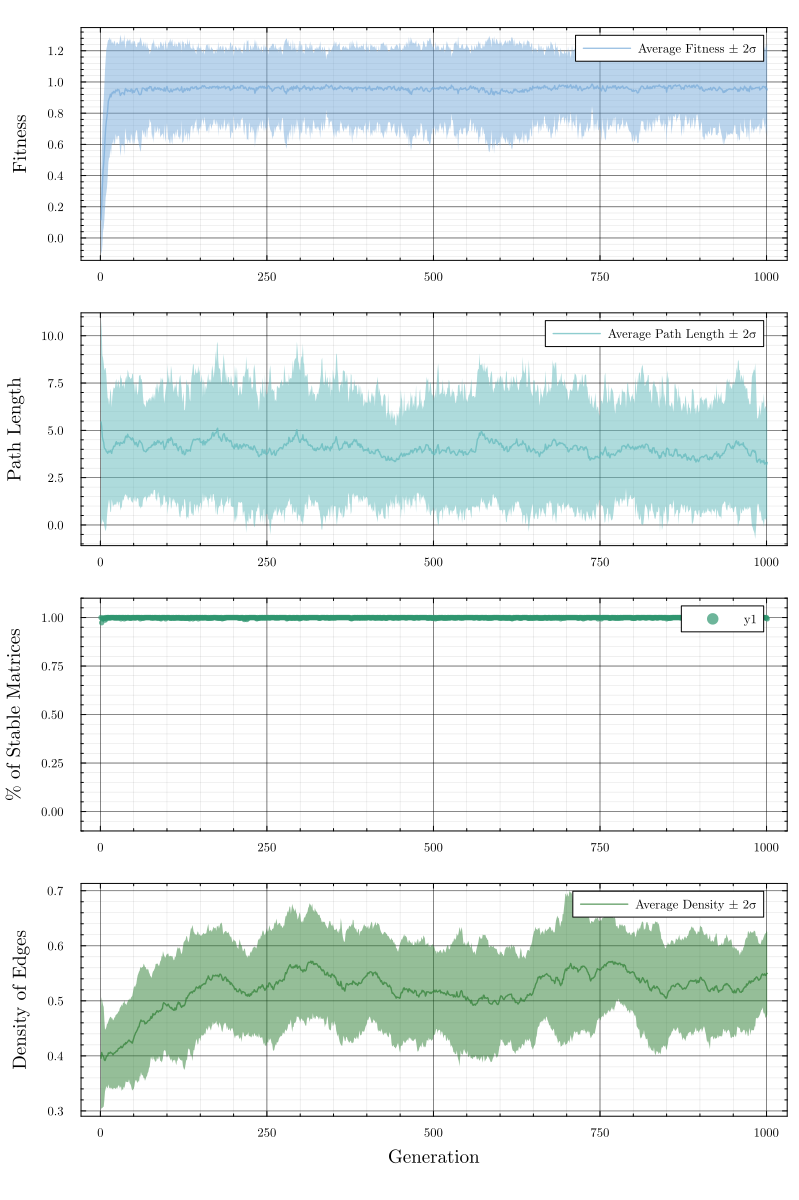 Fitness
1.2
1.0
0.8
0.6
0.4
0.2
0.0
Average Fitness ± 2σ
0 250 500 750 1000
Path Length
10.0
7.5
5.0
2.5
0.0
Average Path Length ± 2σ
0 250 500 750 1000
% of Stable Matrices
1.00
0.75
0.50
0.25
0.00
y1
0 250 500 750 1000
Density of Edges
0.7
0.6
0.5
0.4
0.3
Average Density ± 2σ
0 250 500 750 1000
Generation